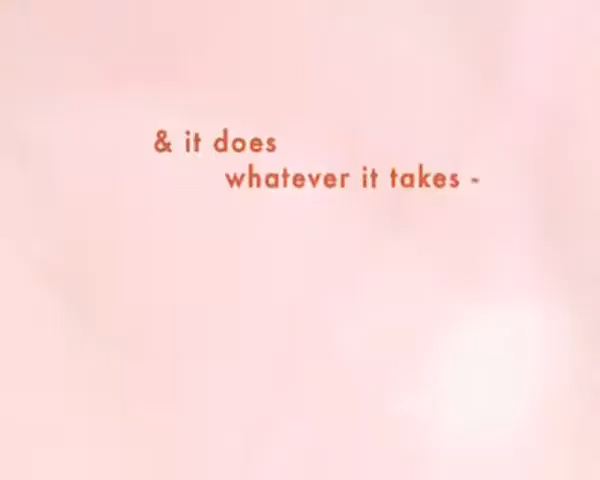 & it does
whatever it takes -